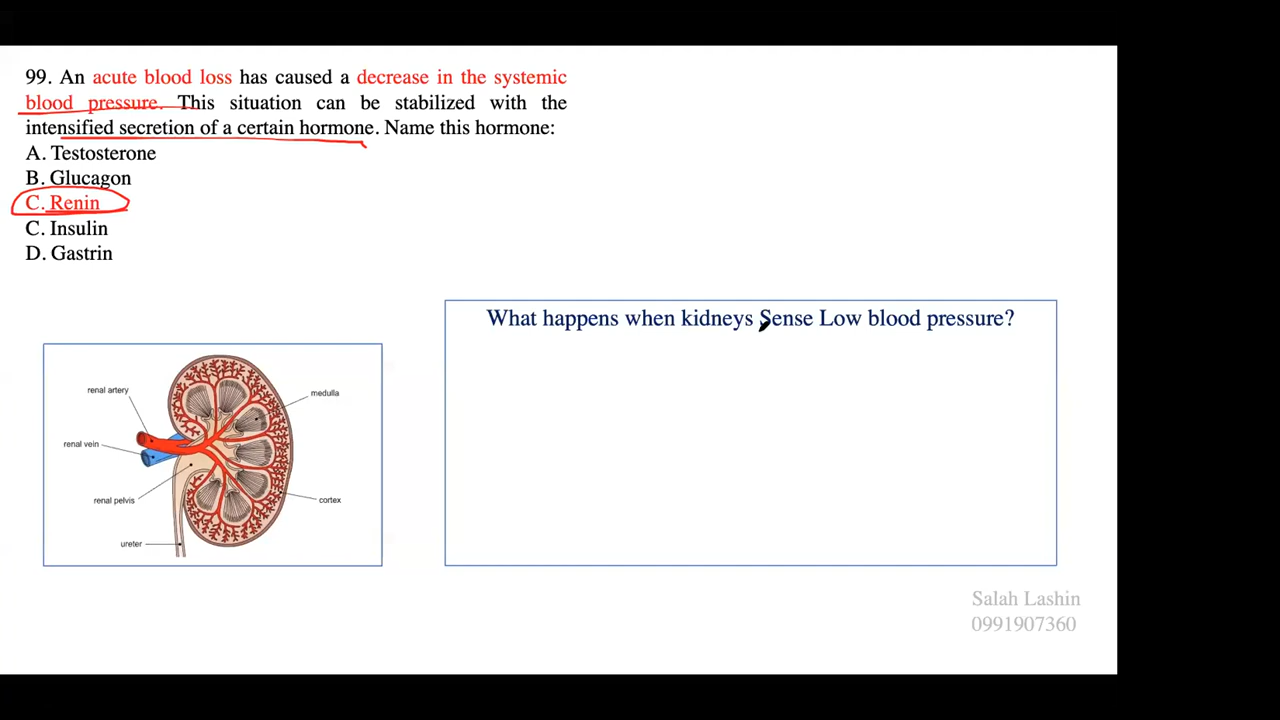 99. An acute blood loss has caused a decrease in the systemic
blood pressure. This situation can be stabilized with the
intensified secretion of a certain hormone. Name this hormone:
A. Testosterone
B. Glucagon
C. Renin
C. Insulin
D. Gastrin
What happens when kidneys Sense Low blood pressure?
renal artery
medulla
renal vein
renal pelvis
cortex
ureter
Salah Lashin
0991907360